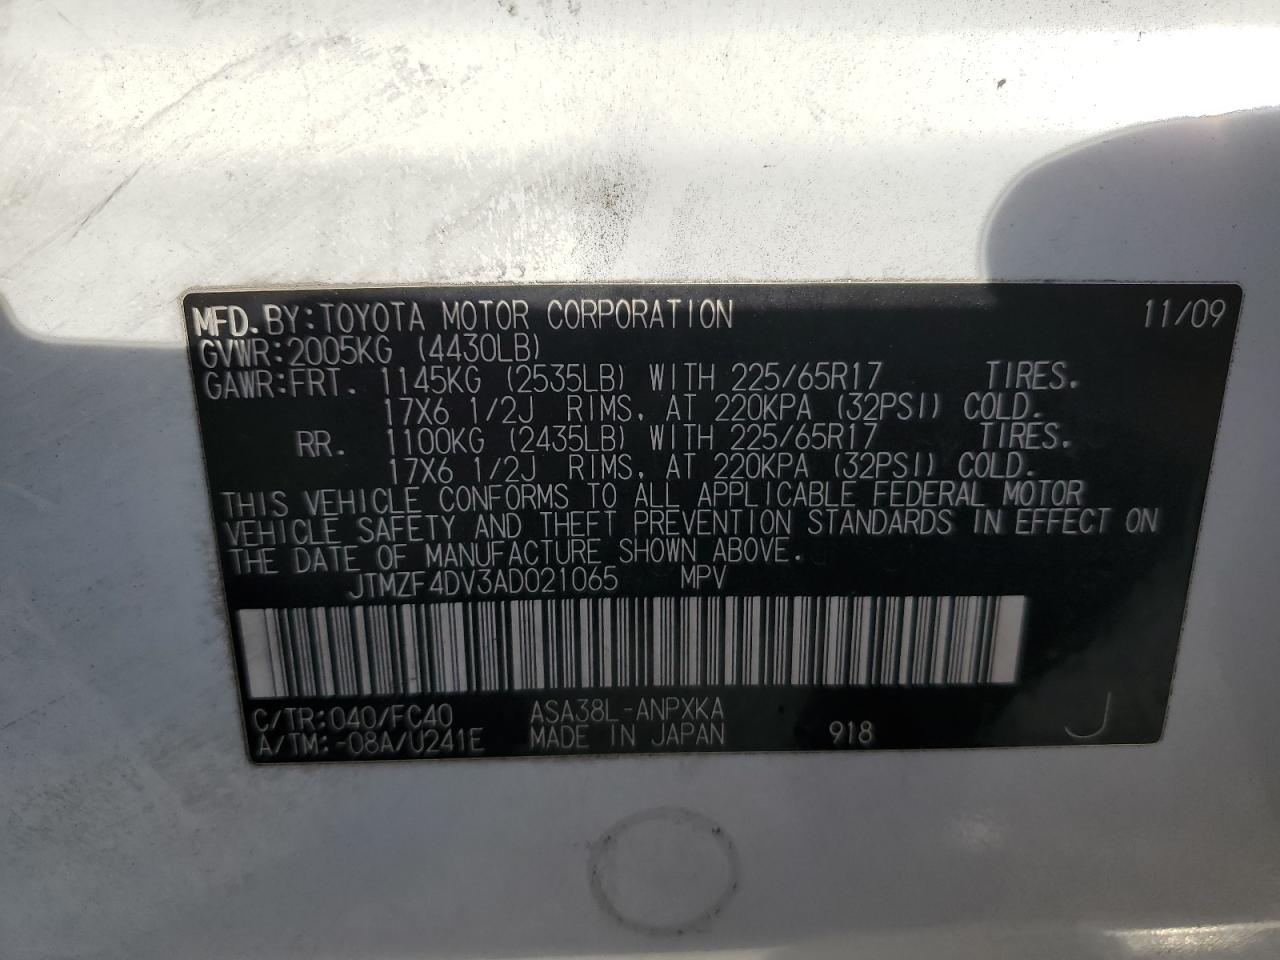 MFD. BY: TOYOTA MOTOR CORPORATION 11/09
GVWR: 2005KG (4430LB)
GAWR: FRT. 1145KG (2535LB) WITH 225/65R17 TIRES.
17X6 1/2J RIMS, AT 220KPA (32PSI) COLD.
RR. 1100KG (2435LB) WITH 225/65R17 TIRES.
17X6 1/2J RIMS, AT 220KPA (32PSI) COLD.
THIS VEHICLE CONFORMS TO ALL APPLICABLE FEDERAL MOTOR
VEHICLE SAFETY AND THEFT PREVENTION STANDARDS IN EFFECT ON
THE DATE OF MANUFACTURE SHOWN ABOVE.
JTMZF4DV3AD021065 MPV
C/TR: 040/FC40 ASA38L-ANPXKA
A/TM: -08A/U241E MADE IN JAPAN 918 J